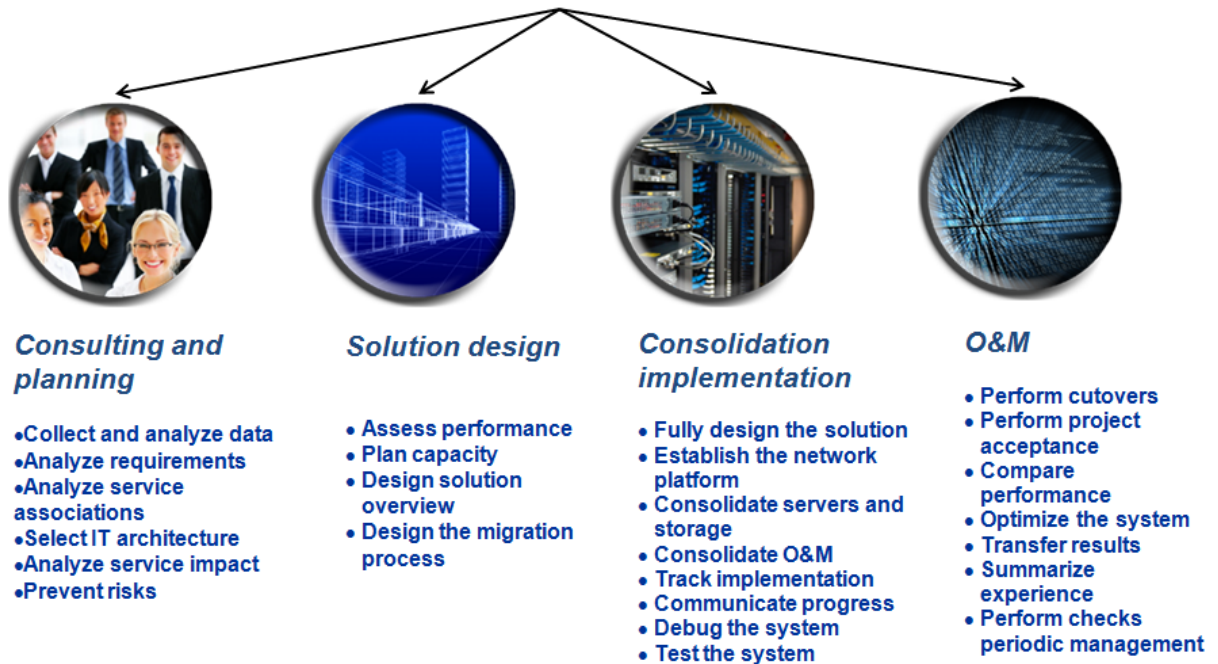 Consulting and
planning
•Collect and analyze data
•Analyze requirements
•Analyze service
associations
•Select IT architecture
•Analyze service impact
•Prevent risks
Solution design
• Assess performance
• Plan capacity
• Design solution
overview
• Design the migration
process
Consolidation
implementation
• Fully design the solution
• Establish the network
platform
• Consolidate servers and
storage
• Consolidate O&M
• Track implementation
• Communicate progress
• Debug the system
• Test the system
O&M
• Perform cutovers
• Perform project
acceptance
• Compare
performance
• Optimize the system
• Transfer results
• Summarize
experience
• Perform checks
periodic management